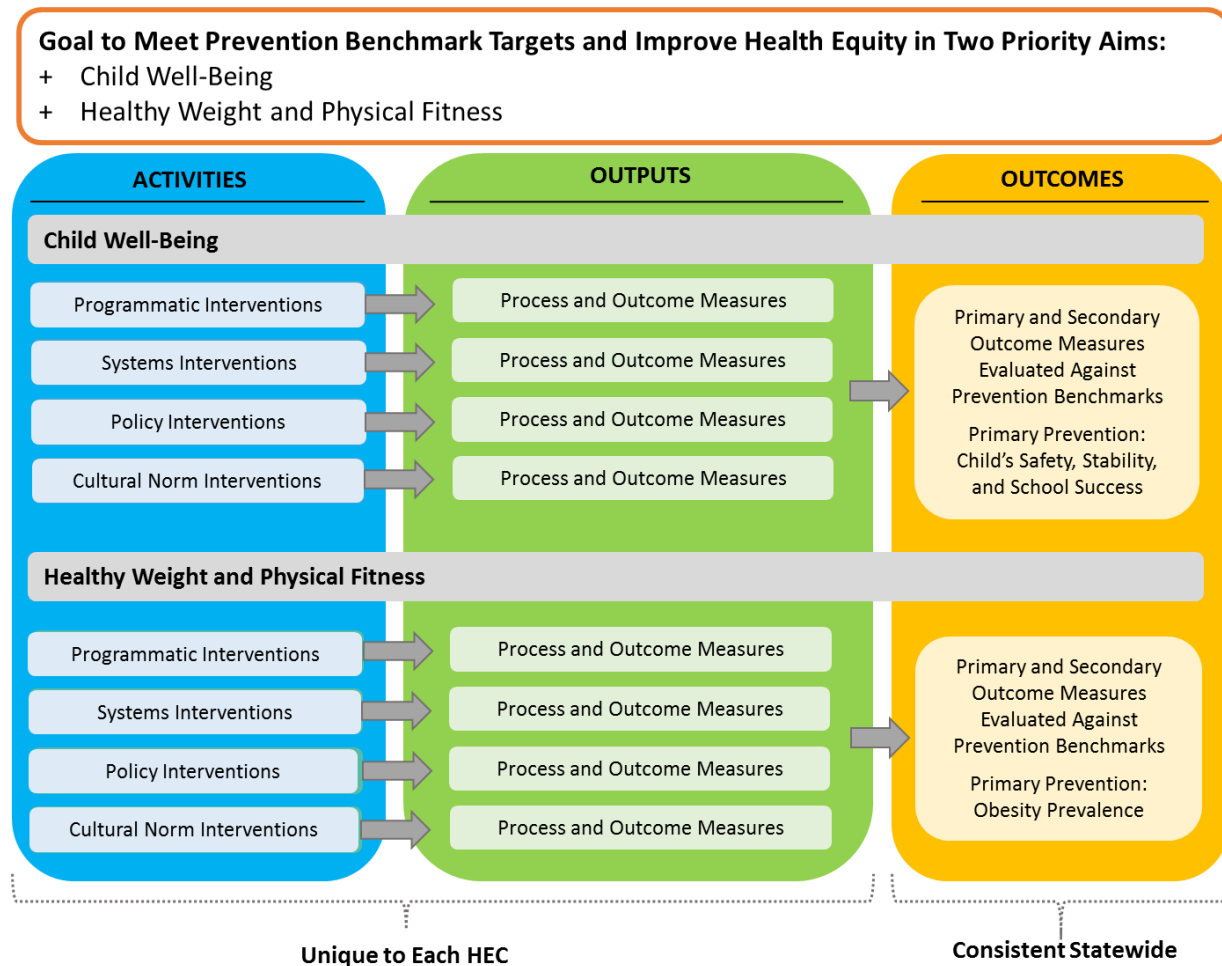 Goal to Meet Prevention Benchmark Targets and Improve Health Equity in Two Priority Aims:
+ Child Well-Being
+ Healthy Weight and Physical Fitness
ACTIVITIES
OUTPUTS
OUTCOMES
Child Well-Being
Programmatic Interventions
Process and Outcome Measures
Systems Interventions
Process and Outcome Measures
Policy Interventions
Process and Outcome Measures
Cultural Norm Interventions
Process and Outcome Measures
Primary and Secondary
Outcome Measures
Evaluated Against
Prevention Benchmarks
Primary Prevention:
Child's Safety, Stability,
and School Success
Healthy Weight and Physical Fitness
Programmatic Interventions
Process and Outcome Measures
Systems Interventions
Process and Outcome Measures
Policy Interventions
Process and Outcome Measures
Cultural Norm Interventions
Process and Outcome Measures
Primary and Secondary
Outcome Measures
Evaluated Against
Prevention Benchmarks
Primary Prevention:
Obesity Prevalence
Unique to Each HEC
Consistent Statewide